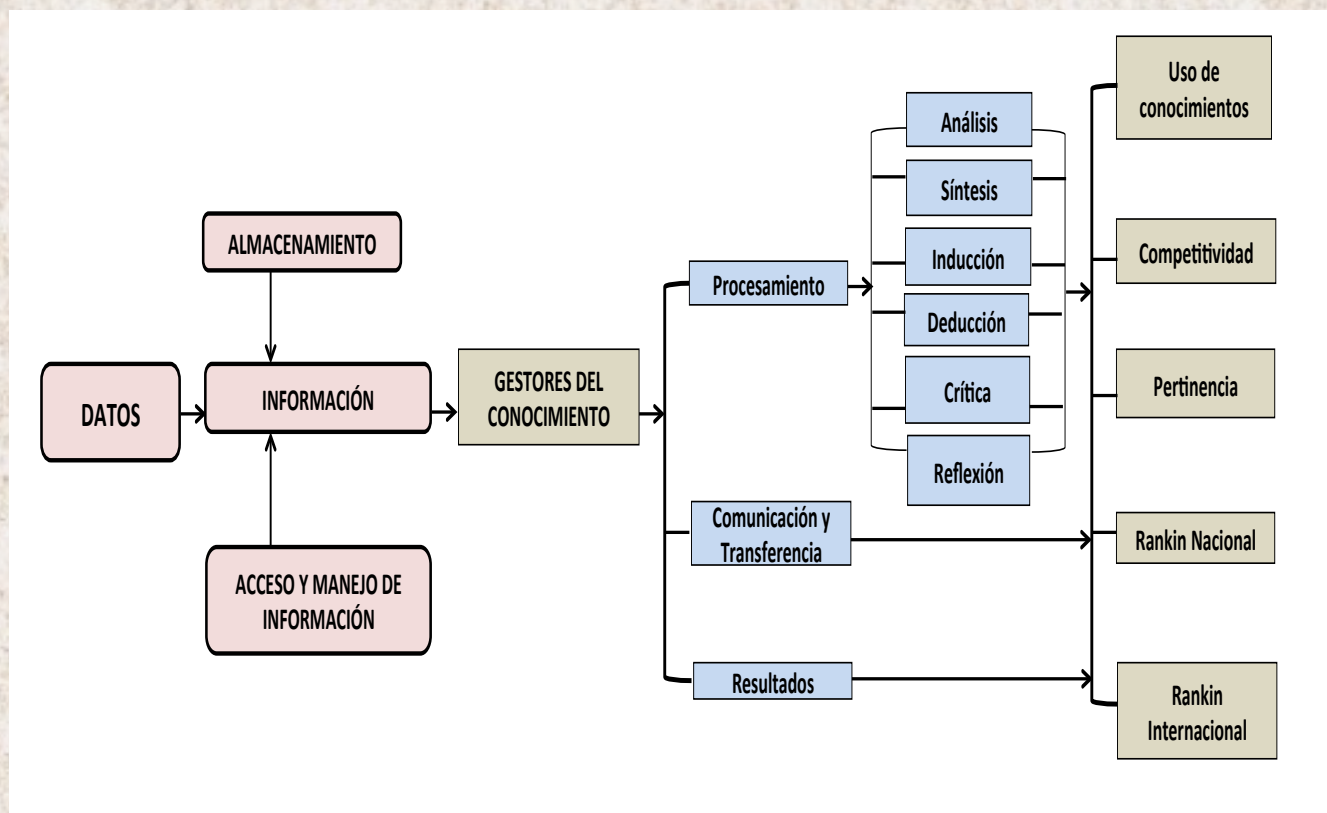 ALMACENAMIENTO
DATOS
INFORMACIÓN
ACCESO Y MANEJO DE
INFORMACIÓN
GESTORES DEL
CONOCIMIENTO
Procesamiento
Comunicación y
Transferencia
Resultados
Análisis
Síntesis
Inducción
Deducción
Crítica
Reflexión
Uso de
conocimientos
Competitividad
Pertinencia
Rankin Nacional
Rankin
Internacional